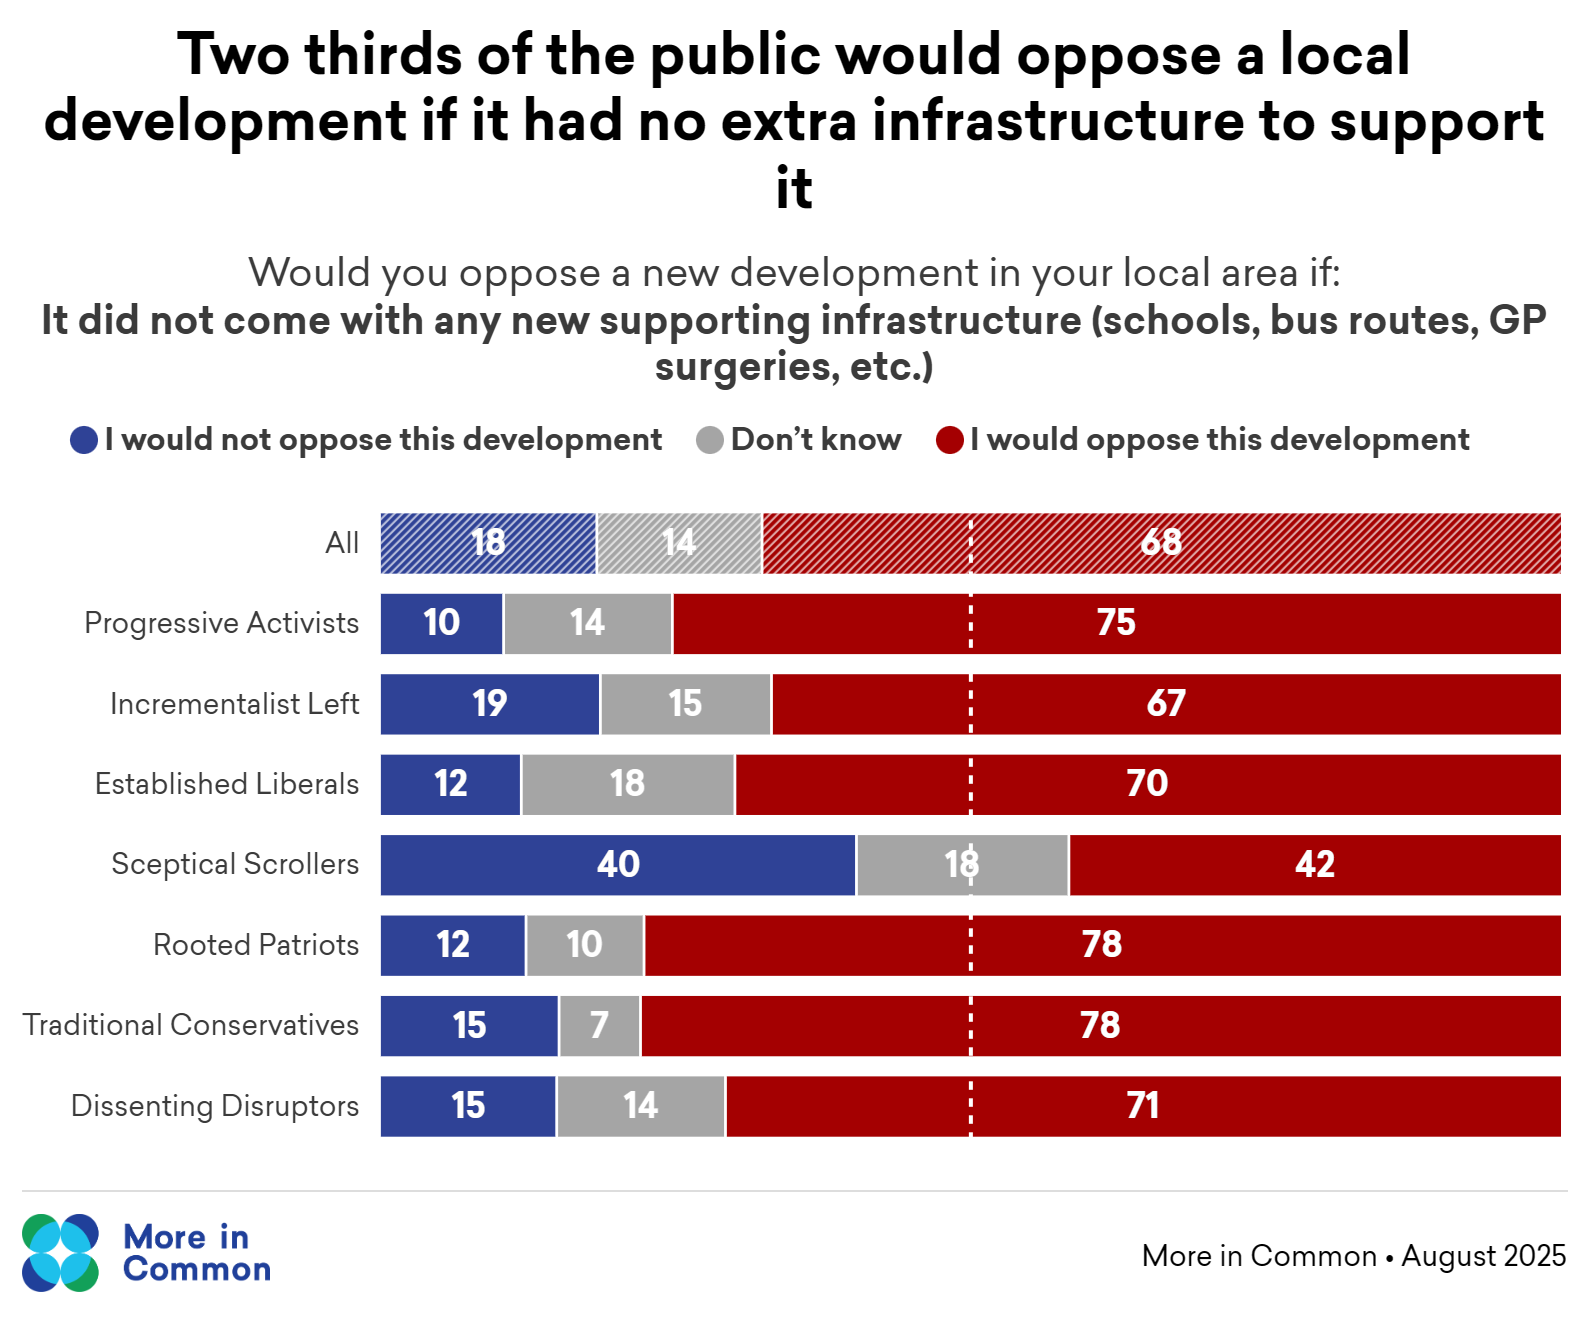 Two thirds of the public would oppose a local
development if it had no extra infrastructure to support
it
Would you oppose a new development in your local area if:
It did not come with any new supporting infrastructure (schools, bus routes, GP
surgeries, etc.)
I would not oppose this development Don't know I would oppose this development
All 18 14 68
Progressive Activists 10 14 75
Incrementalist Left 19 15 67
Established Liberals 12 18 70
Sceptical Scrollers 40 18 42
Rooted Patriots 12 10 78
Traditional Conservatives 15 7 78
Dissenting Disruptors 15 14 71
More in
Common
More in Common • August 2025